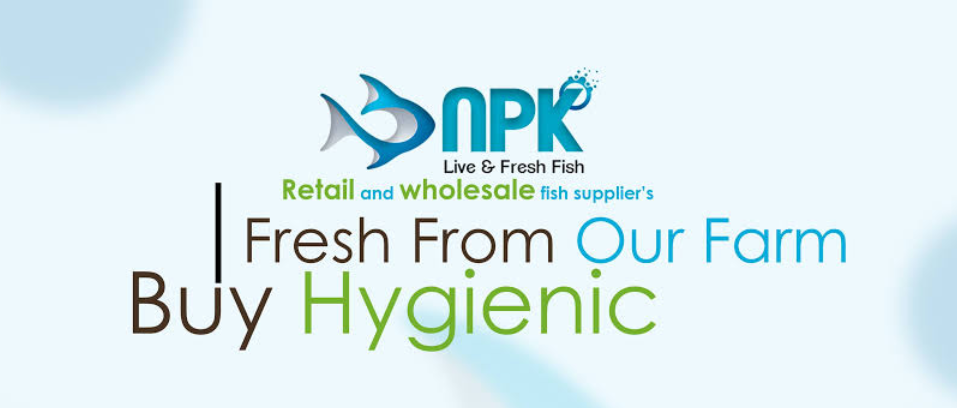 NPK
Live & Fresh Fish
Retail and wholesale fish supplier's
Fresh From Our Farm
Buy Hygienic